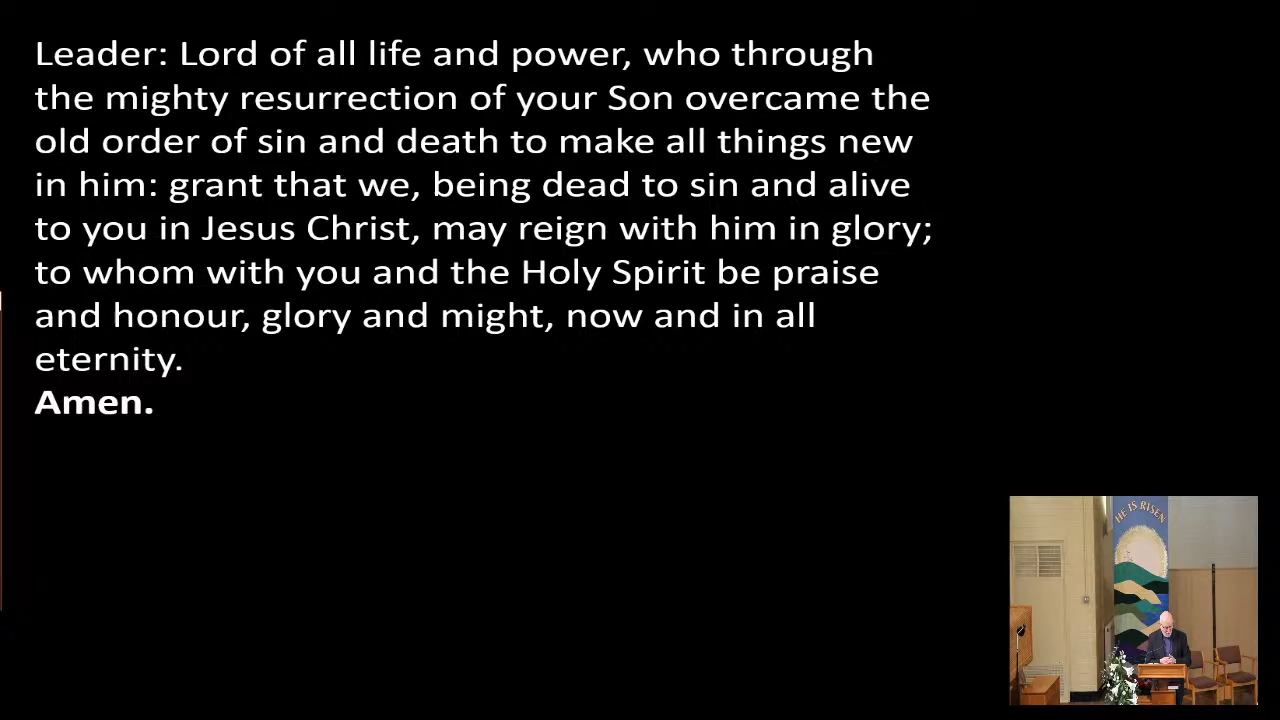 Leader: Lord of all life and power, who through
the mighty resurrection of your Son overcame the
old order of sin and death to make all things new
in him: grant that we, being dead to sin and alive
to you in Jesus Christ, may reign with him in glory;
to whom with you and the Holy Spirit be praise
and honour, glory and might, now and in all
eternity.
Amen.
HE IS RISEN